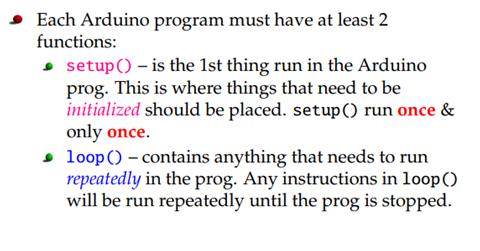 Each Arduino program must have at least 2
functions:
setup() – is the 1st thing run in the Arduino
prog. This is where things that need to be
initialized should be placed. setup() run once &
only once.
loop() – contains anything that needs to run
repeatedly in the prog. Any instructions in loop()
will be run repeatedly until the prog is stopped.